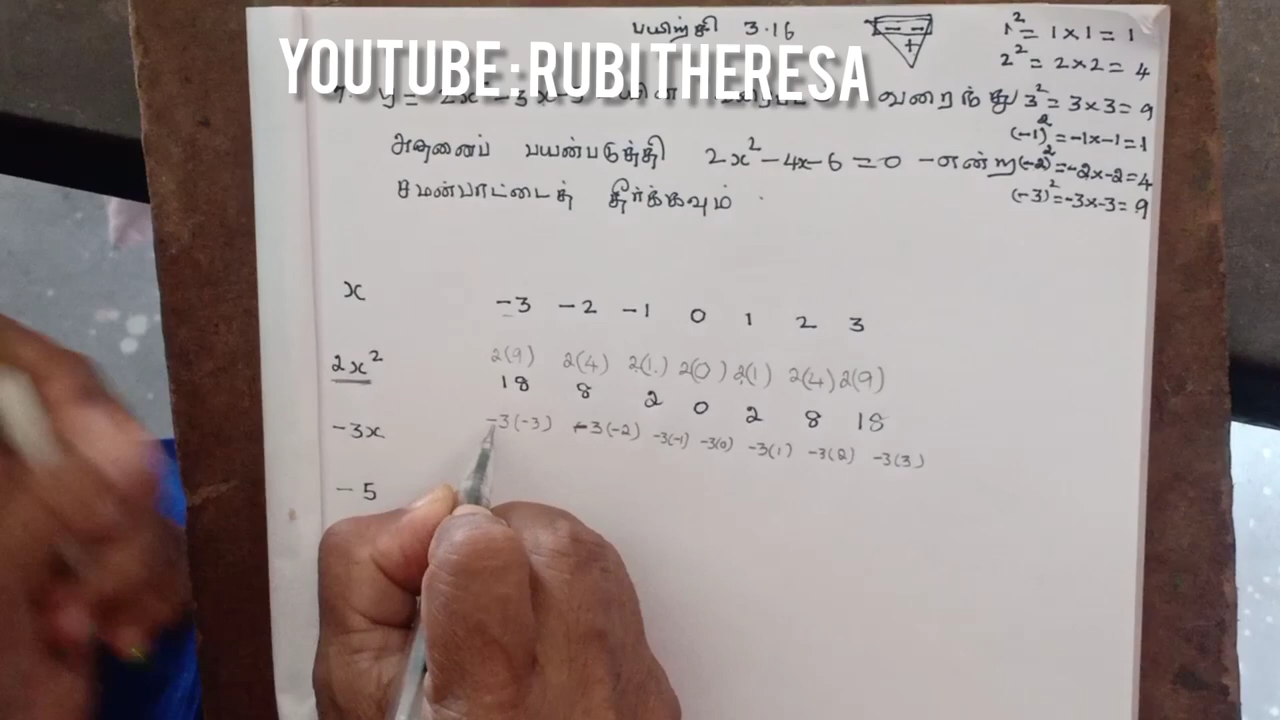 பயிற்சி 3.16
YOUTUBE : RUBITHERESA
7. y = 2x² - 3x - 5 வரைந்து
அதனைப் பயன்படுத்தி 2x² - 4x - 6 = 0 -என்ற
சமன்பாட்டைத் தீர்க்கவும் .
- -
+
1² = 1 x 1 = 1
2² = 2 x 2 = 4
3² = 3 x 3 = 9
(-1)² = -1 x -1 = 1
(-2)² = -2 x -2 = 4
(-3)² = -3 x -3 = 9
x -3 -2 -1 0 1 2 3
2x² 2(9) 2(4) 2(1.) 2(0) 2(1) 2(4) 2(9)
18 8 2 0 2 8 18
-3x -3(-3) -3(-2) -3(-1) -3(0) -3(1) -3(2) -3(3)
- 5